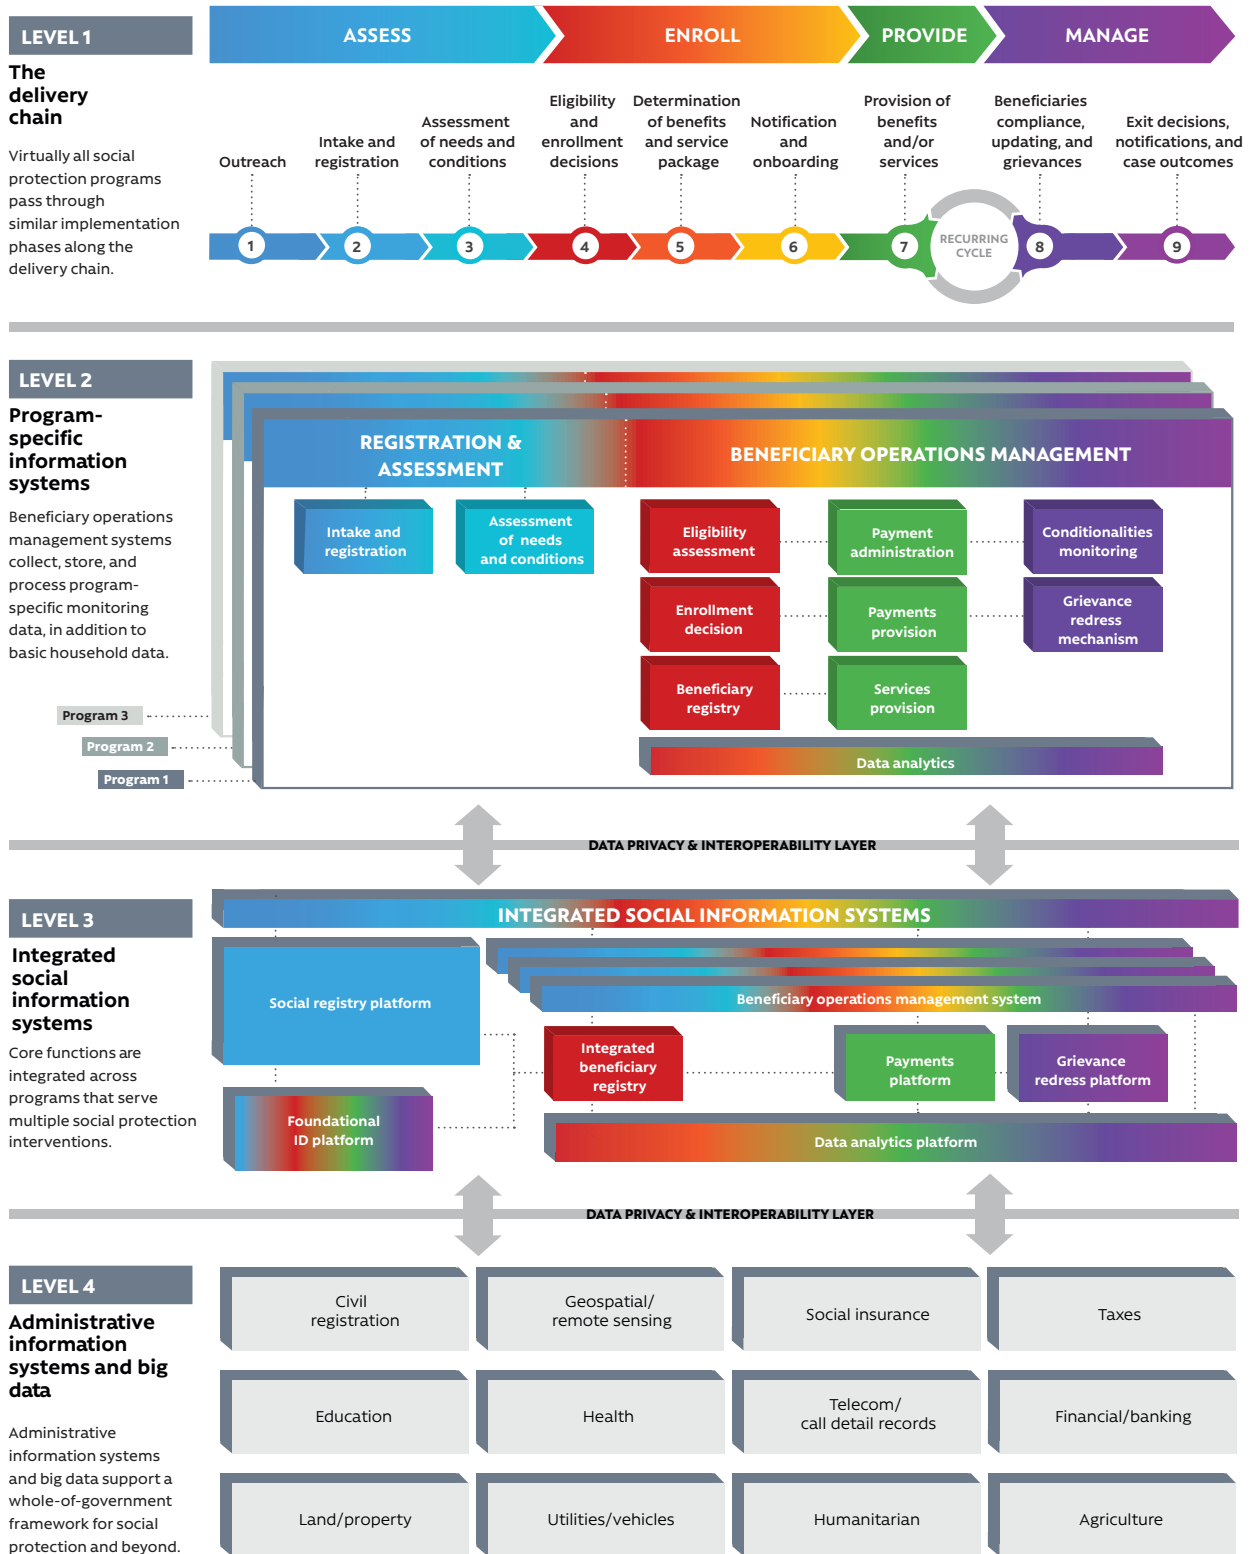 LEVEL 1
The
delivery
chain
Virtually all social
protection programs
pass through
similar implementation
phases along the
delivery chain.
ASSESS
ENROLL
PROVIDE
MANAGE
Outreach
Intake and
registration
Assessment
of needs and
conditions
Eligibility
and
enrollment
decisions
Determination
of benefits
and service
package
Notification
and
onboarding
Provision of
benefits
and/or
services
Beneficiaries
compliance,
updating, and
grievances
Exit decisions,
notifications, and
case outcomes
1
2
3
4
5
6
7
RECURRING
CYCLE
8
9
LEVEL 2
Program-
specific
information
systems
Beneficiary operations
management systems
collect, store, and
process program-
specific monitoring
data, in addition to
basic household data.
Program 3
Program 2
Program 1
REGISTRATION &
ASSESSMENT
BENEFICIARY OPERATIONS MANAGEMENT
Intake and
registration
Assessment
of needs
and conditions
Eligibility
assessment
Payment
administration
Conditionalities
monitoring
Enrollment
decision
Payments
provision
Grievance
redress
mechanism
Beneficiary
registry
Services
provision
Data analytics
DATA PRIVACY & INTEROPERABILITY LAYER
LEVEL 3
Integrated
social
information
systems
Core functions are
integrated across
programs that serve
multiple social protection
interventions.
INTEGRATED SOCIAL INFORMATION SYSTEMS
Social registry platform
Beneficiary operations management system
Integrated
beneficiary
registry
Payments
platform
Grievance
redress platform
Foundational
ID platform
Data analytics platform
DATA PRIVACY & INTEROPERABILITY LAYER
LEVEL 4
Administrative
information
systems and big
data
Administrative
information systems
and big data support a
whole-of-government
framework for social
protection and beyond.
Civil
registration
Geospatial/
remote sensing
Social insurance
Taxes
Education
Health
Telecom/
call detail records
Financial/banking
Land/property
Utilities/vehicles
Humanitarian
Agriculture